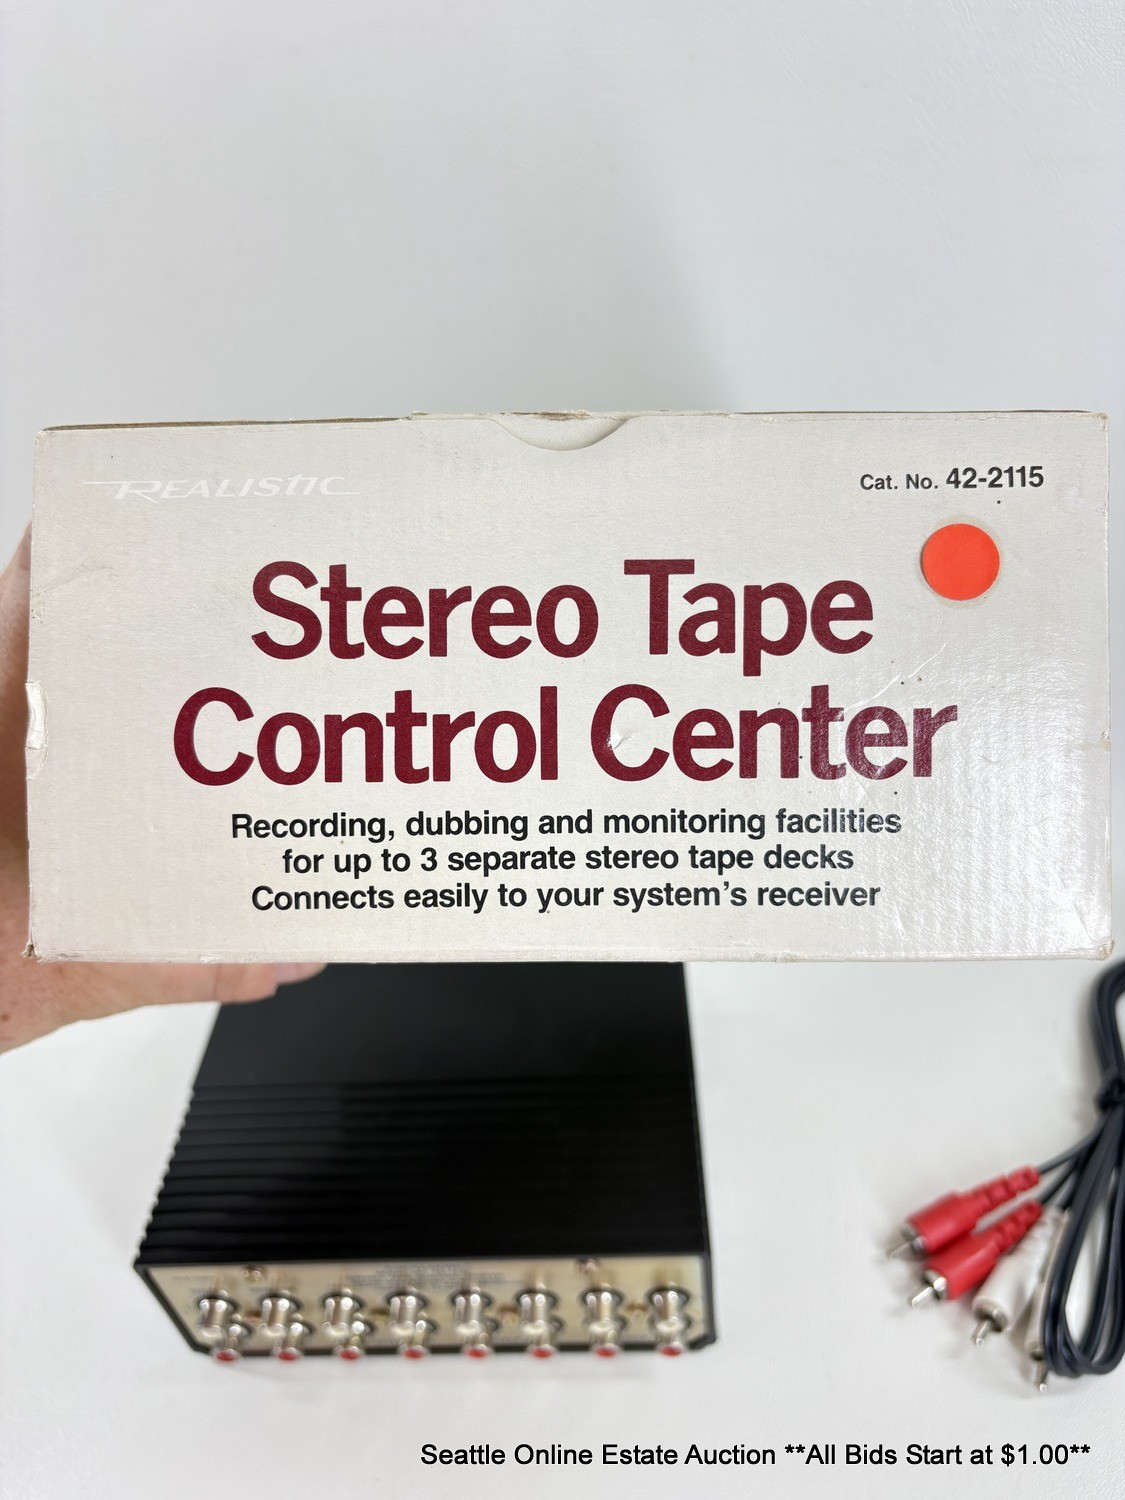 REALISTIC
Cat. No. 42-2115
Stereo Tape
Control Center
Recording, dubbing and monitoring facilities
for up to 3 separate stereo tape decks
Connects easily to your system's receiver
Seattle Online Estate Auction **All Bids Start at $1.00**